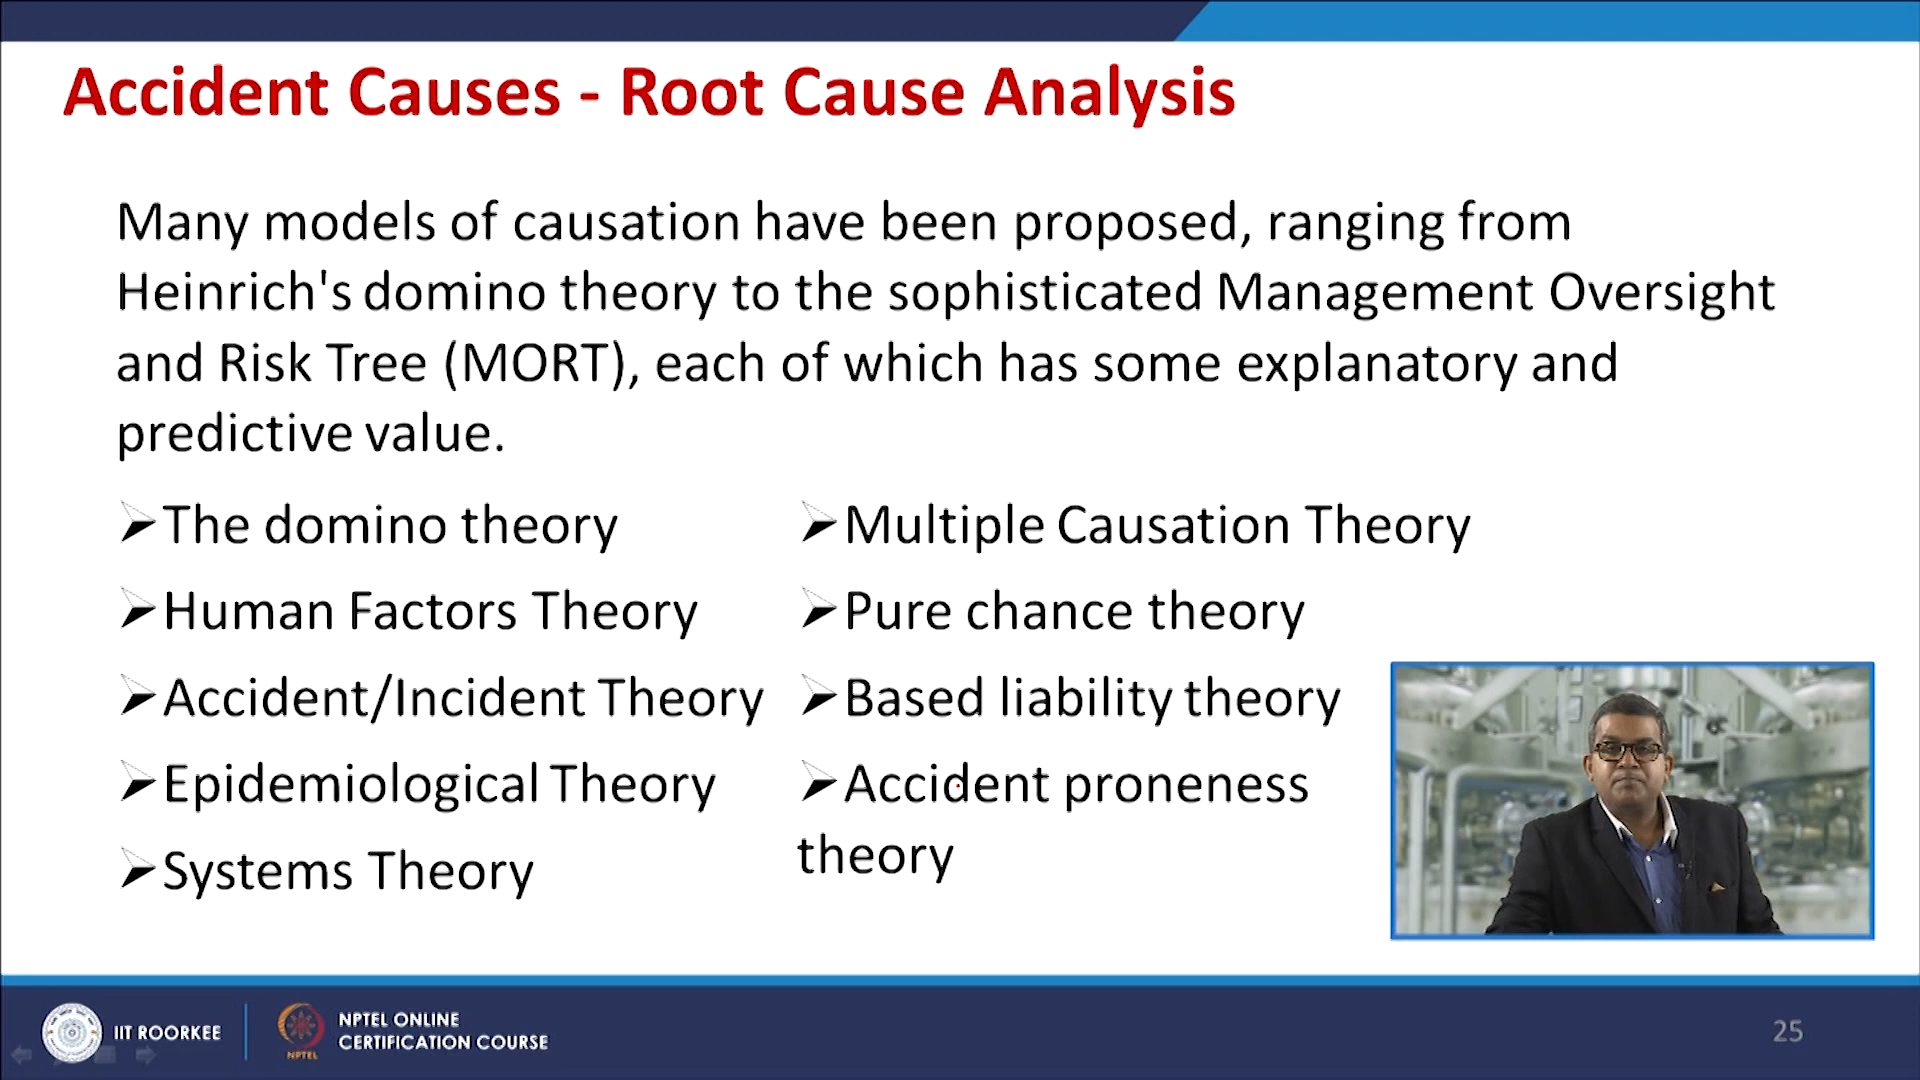 Accident Causes - Root Cause Analysis
Many models of causation have been proposed, ranging from
Heinrich's domino theory to the sophisticated Management Oversight
and Risk Tree (MORT), each of which has some explanatory and
predictive value.
➢The domino theory
➢Human Factors Theory
➢Accident/Incident Theory
➢Epidemiological Theory
➢Systems Theory
➢Multiple Causation Theory
➢Pure chance theory
➢Based liability theory
➢Accident proneness
theory
IIT ROORKEE
NPTEL
NPTEL ONLINE
CERTIFICATION COURSE
25